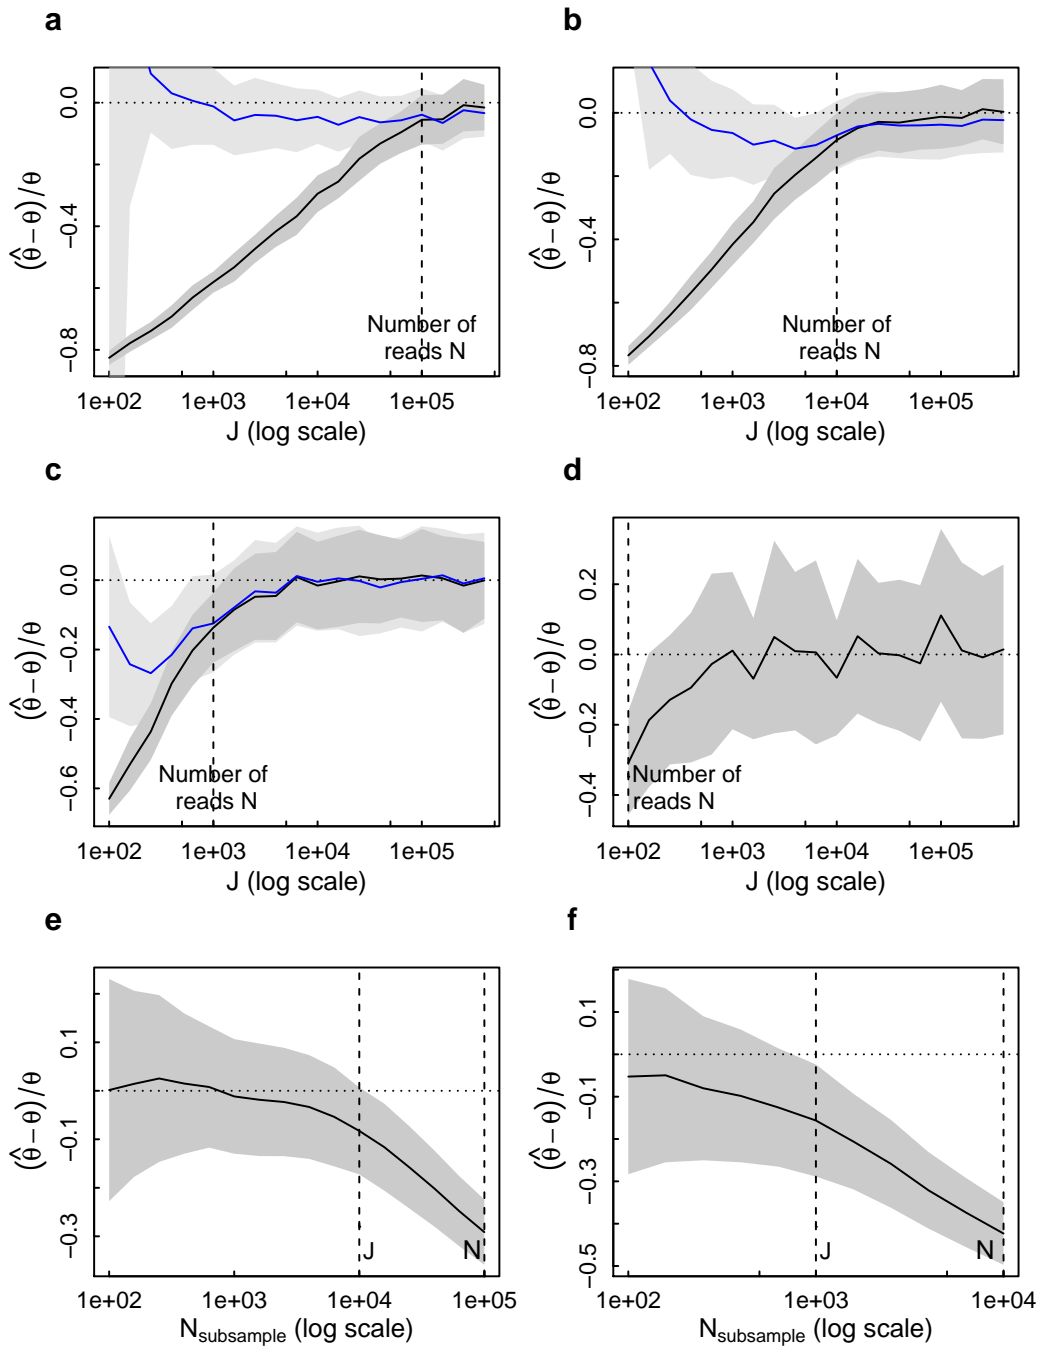 a
b
(θ̂ − θ) / θ
0.0
−0.4
−0.8
Number of
reads N
1e+02
1e+03
1e+04
1e+05
J (log scale)
(θ̂ − θ) / θ
0.0
−0.4
−0.8
Number of
reads N
1e+02
1e+03
1e+04
1e+05
J (log scale)
c
d
(θ̂ − θ) / θ
0.0
−0.2
−0.4
−0.6
Number of
reads N
1e+02
1e+03
1e+04
1e+05
J (log scale)
(θ̂ − θ) / θ
0.2
0.0
−0.2
−0.4
Number of
reads N
1e+02
1e+03
1e+04
1e+05
J (log scale)
e
f
(θ̂ − θ) / θ
0.1
−0.1
−0.3
J
N
1e+02
1e+03
1e+04
1e+05
Nsubsample (log scale)
(θ̂ − θ) / θ
0.1
−0.1
−0.3
−0.5
J
N
1e+02
1e+03
1e+04
Nsubsample (log scale)